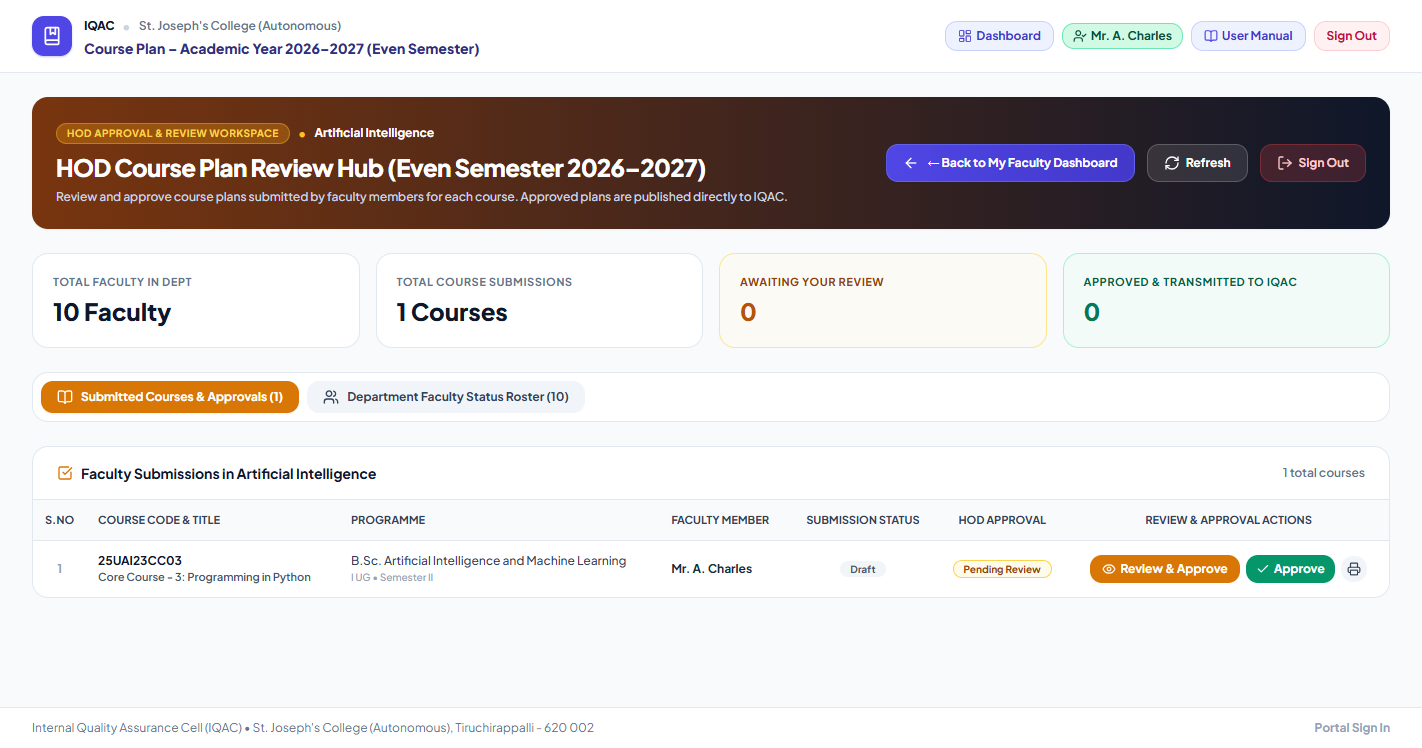 IQAC • St. Joseph's College (Autonomous)
Course Plan – Academic Year 2026–2027 (Even Semester)
Dashboard
Mr. A. Charles
User Manual
Sign Out
HOD APPROVAL & REVIEW WORKSPACE • Artificial Intelligence
HOD Course Plan Review Hub (Even Semester 2026–2027)
Review and approve course plans submitted by faculty members for each course. Approved plans are published directly to IQAC.
← Back to My Faculty Dashboard
Refresh
Sign Out
TOTAL FACULTY IN DEPT
10 Faculty
TOTAL COURSE SUBMISSIONS
1 Courses
AWAITING YOUR REVIEW
0
APPROVED & TRANSMITTED TO IQAC
0
Submitted Courses & Approvals (1)
Department Faculty Status Roster (10)
Faculty Submissions in Artificial Intelligence
1 total courses
S.NO COURSE CODE & TITLE PROGRAMME FACULTY MEMBER SUBMISSION STATUS HOD APPROVAL REVIEW & APPROVAL ACTIONS
1
25UAI23CC03
Core Course - 3: Programming in Python
B.Sc. Artificial Intelligence and Machine Learning
I UG • Semester II
Mr. A. Charles
Draft
Pending Review
Review & Approve
Approve
Internal Quality Assurance Cell (IQAC) • St. Joseph's College (Autonomous), Tiruchirappalli - 620 002
Portal Sign In